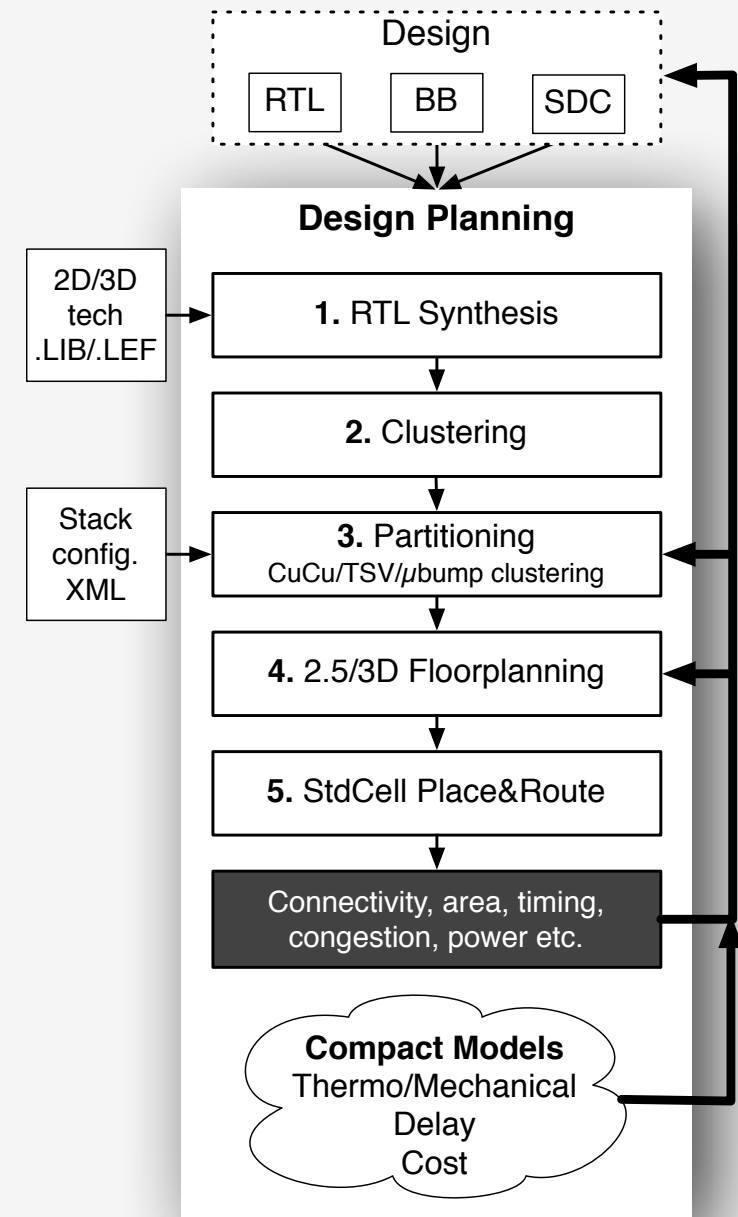 Design
RTL
BB
SDC
Design Planning
2D/3D
tech
.LIB/.LEF
1. RTL Synthesis
2. Clustering
Stack
config.
XML
3. Partitioning
CuCu/TSV/µbump clustering
4. 2.5/3D Floorplanning
5. StdCell Place&Route
Connectivity, area, timing,
congestion, power etc.
Compact Models
Thermo/Mechanical
Delay
Cost